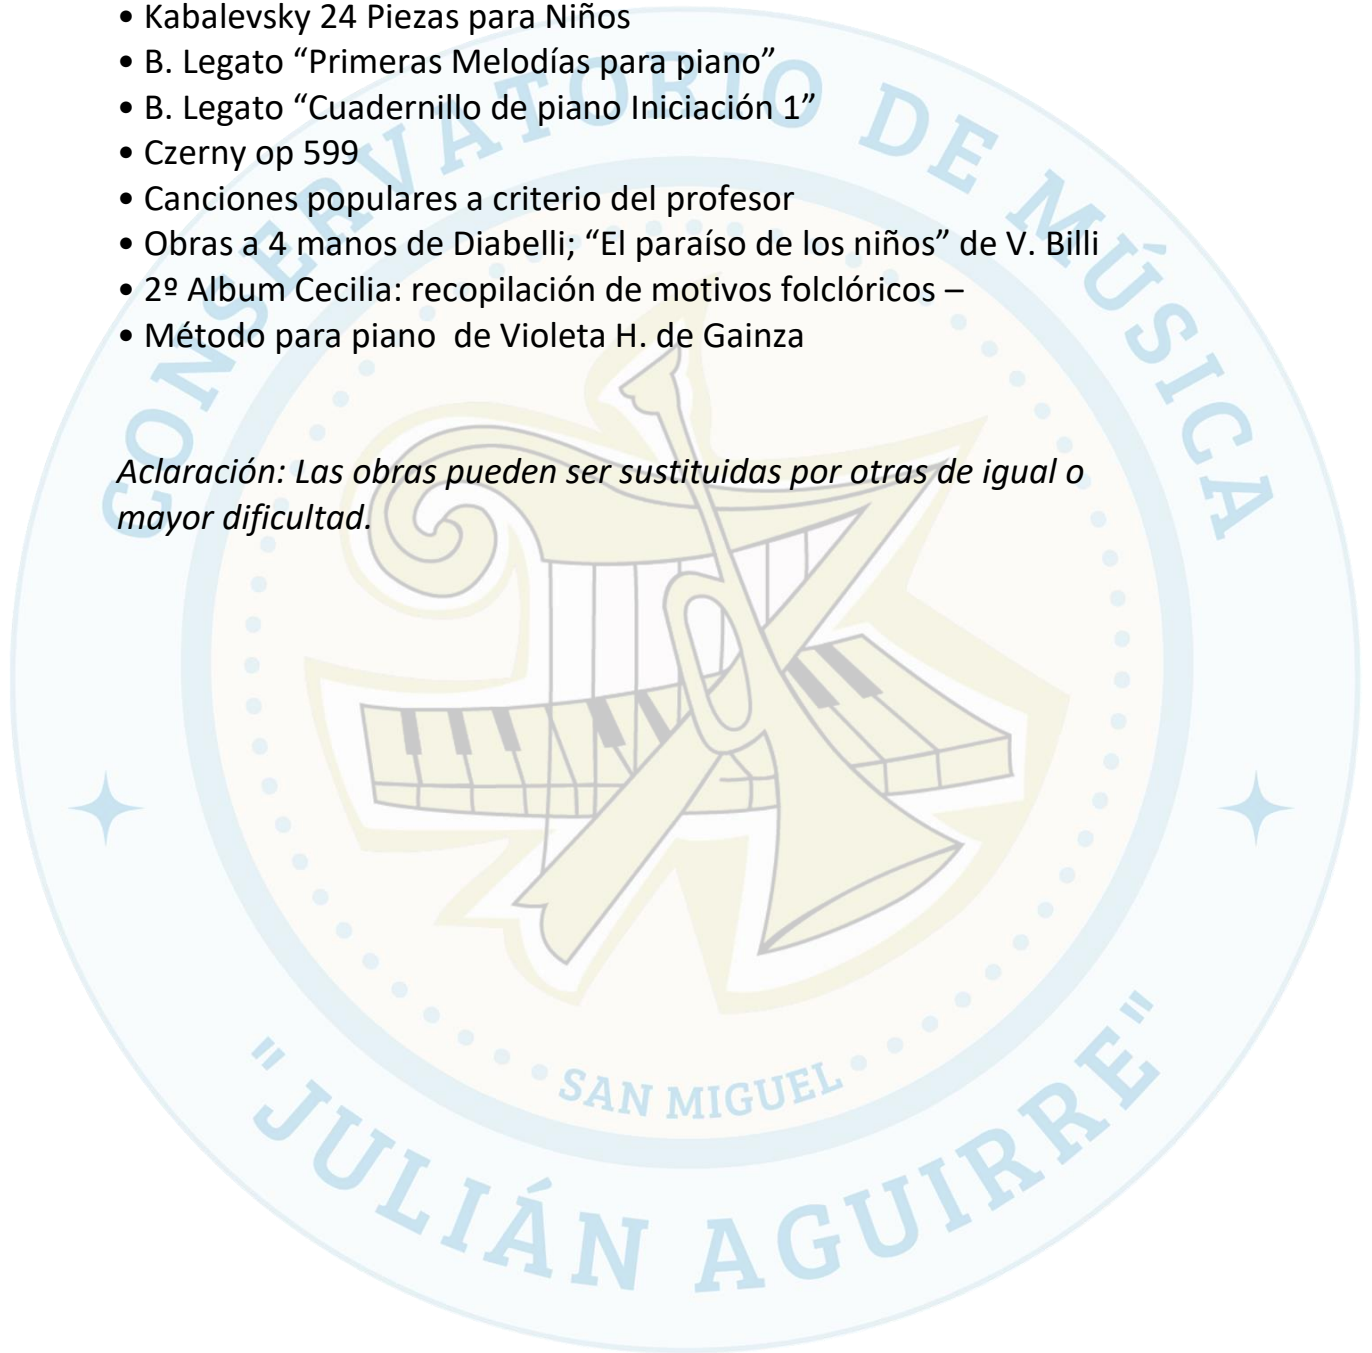 • Kabalevsky 24 Piezas para Niños
• B. Legato “Primeras Melodías para piano”
• B. Legato “Cuadernillo de piano Iniciación 1”
• Czerny op 599
• Canciones populares a criterio del profesor
• Obras a 4 manos de Diabelli; “El paraíso de los niños” de V. Billi
• 2º Album Cecilia: recopilación de motivos folclóricos –
• Método para piano  de Violeta H. de Gainza
Aclaración: Las obras pueden ser sustituidas por otras de igual o
mayor dificultad.
CONSERVATORIO DE MÚSICA
SAN MIGUEL
"JULIÁN AGUIRRE"